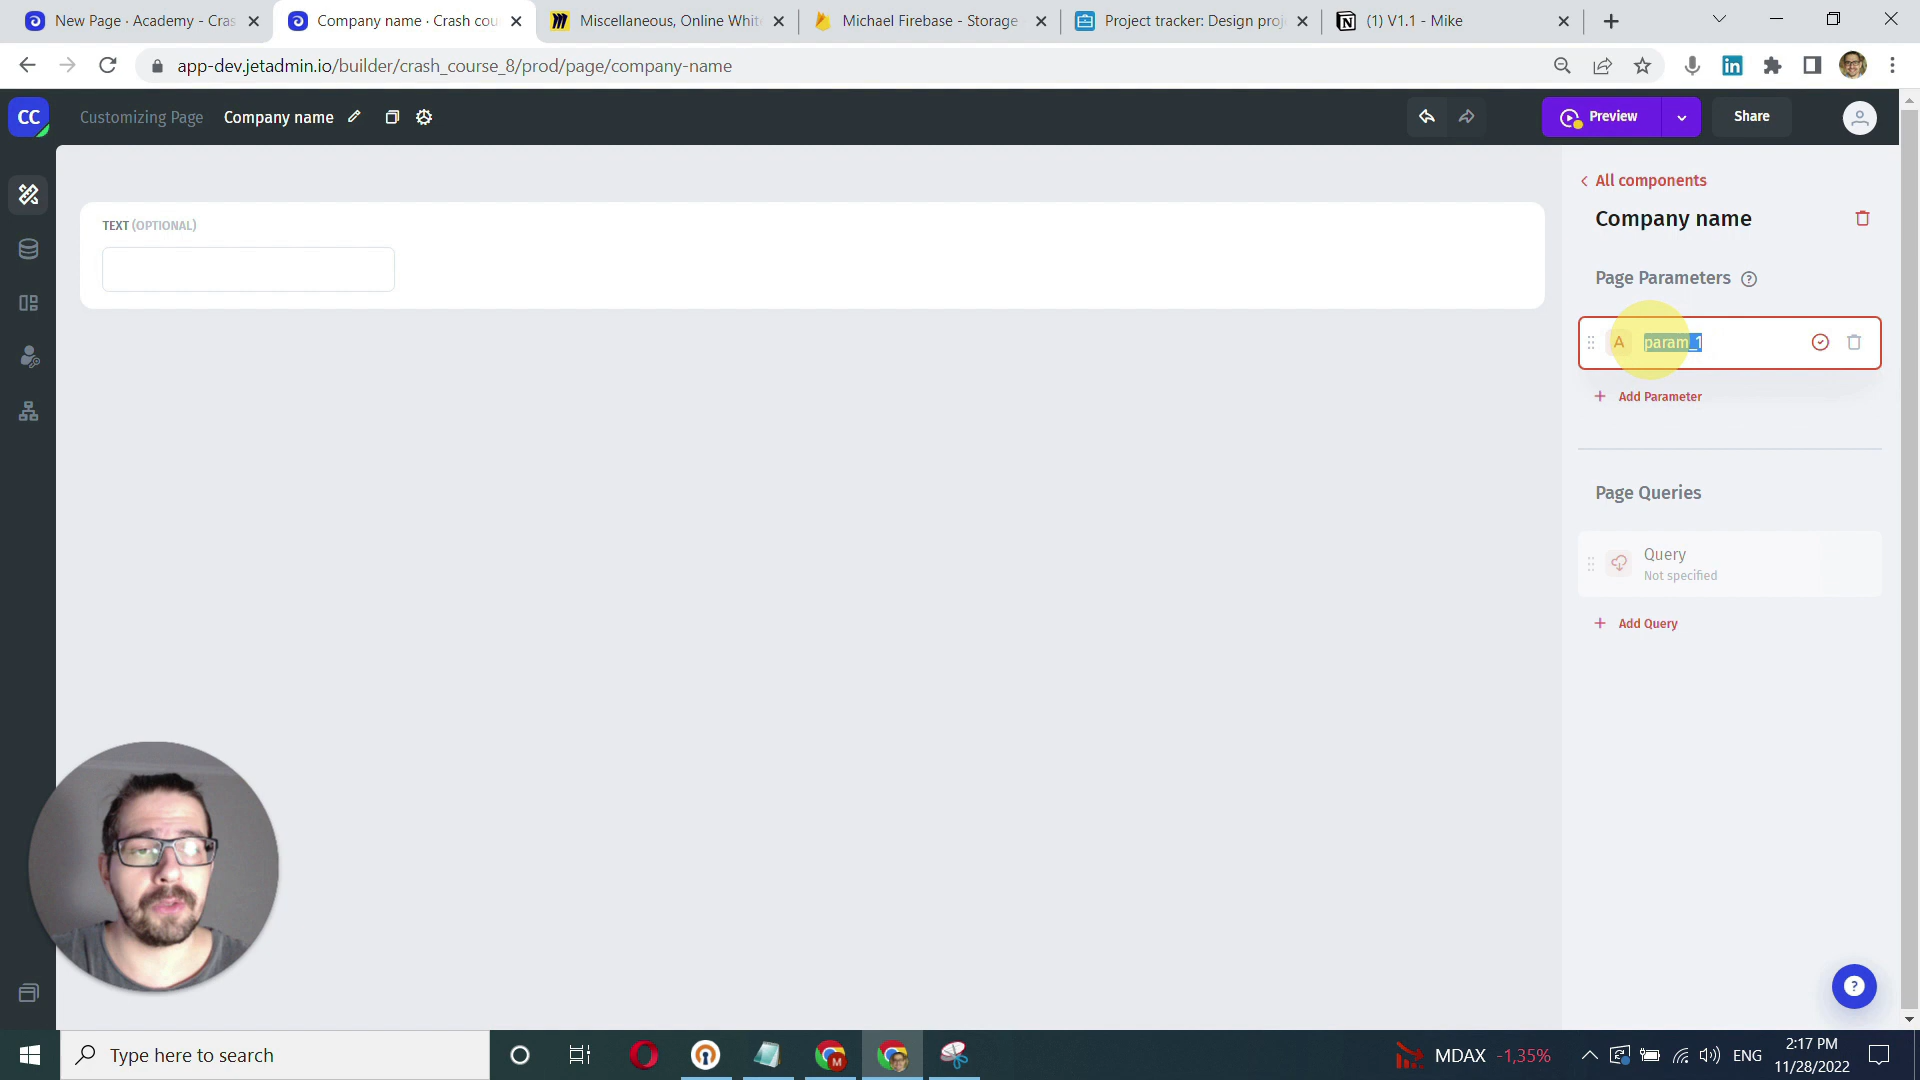 New Page · Academy - Cras
Company name · Crash cou
Miscellaneous, Online Whit
Michael Firebase - Storage
Project tracker: Design proj
(1) V1.1 - Mike
app-dev.jetadmin.io/builder/crash_course_8/prod/page/company-name
CC
Customizing Page
Company name
Preview
Share
TEXT (OPTIONAL)
All components
Company name
Page Parameters
A
param_1
+ Add Parameter
Page Queries
Query
Not specified
+ Add Query
Type here to search
MDAX -1,35%
ENG
2:17 PM
11/28/2022